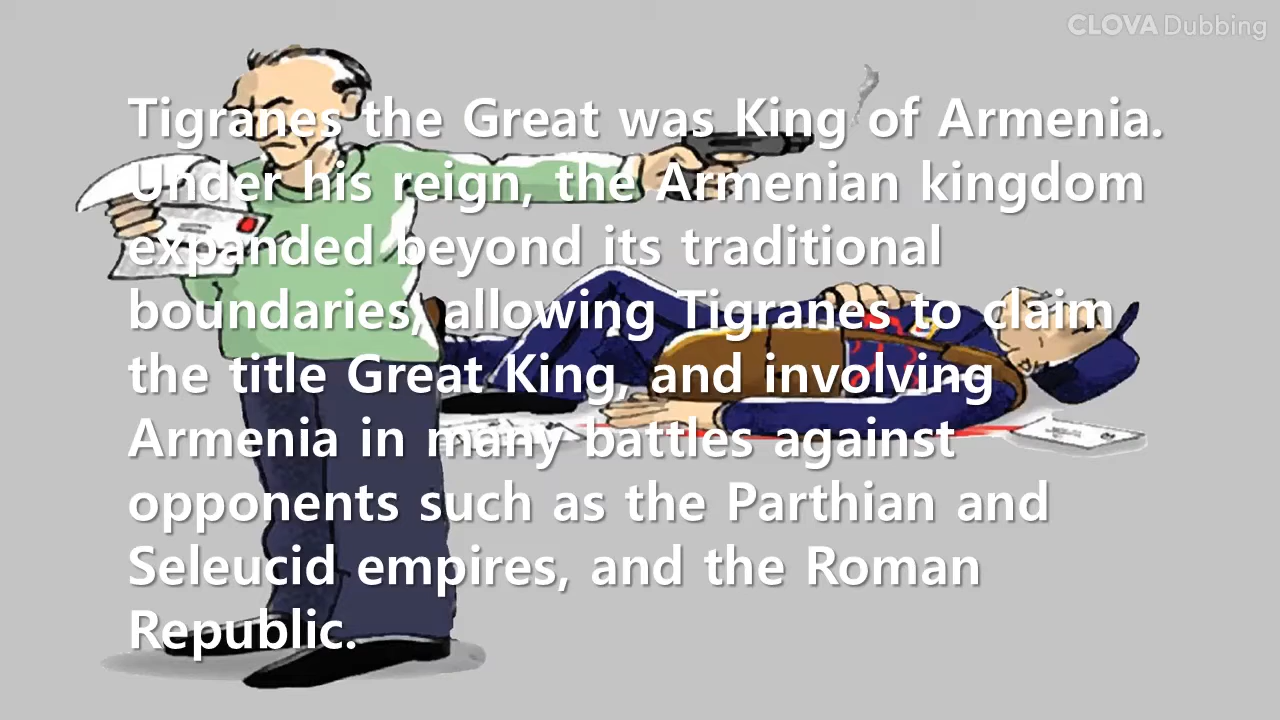 CLOVA Dubbing
Tigranes the Great was King of Armenia.
Under his reign, the Armenian kingdom
expanded beyond its traditional
boundaries, allowing Tigranes to claim
the title Great King, and involving
Armenia in many battles against
opponents such as the Parthian and
Seleucid empires, and the Roman
Republic.